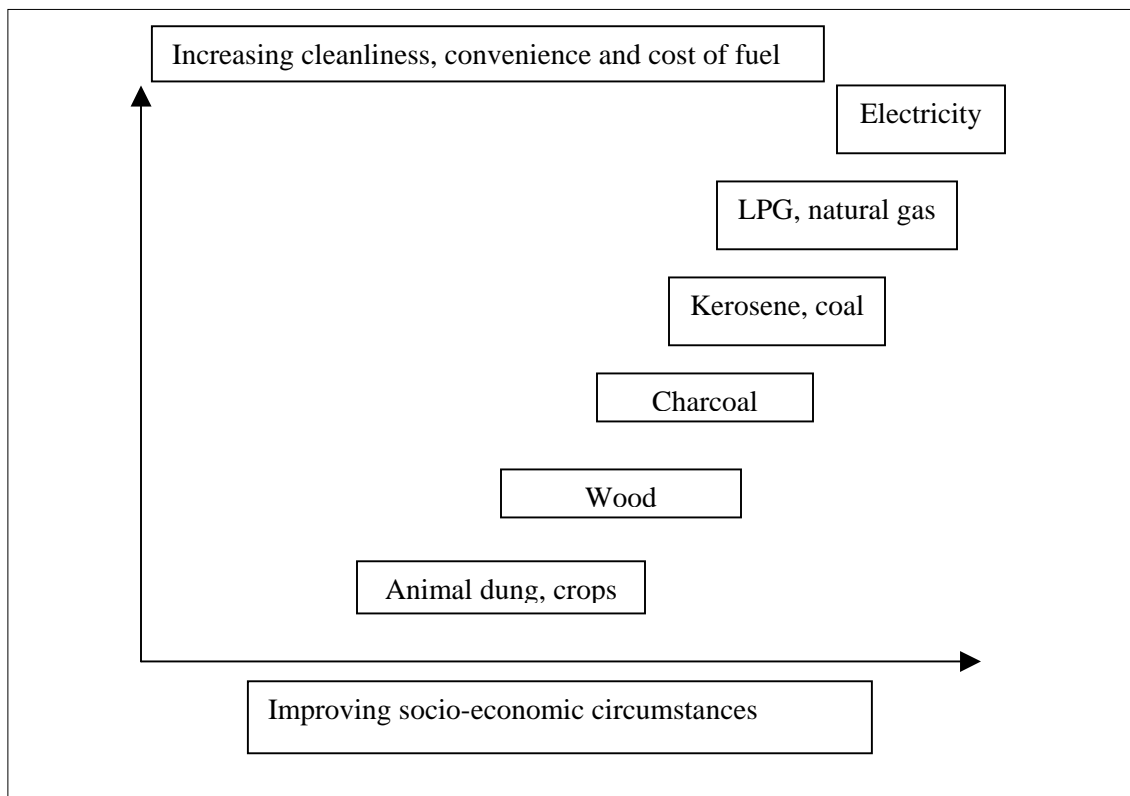 Increasing cleanliness, convenience and cost of fuel
Electricity
LPG, natural gas
Kerosene, coal
Charcoal
Wood
Animal dung, crops
Improving socio-economic circumstances